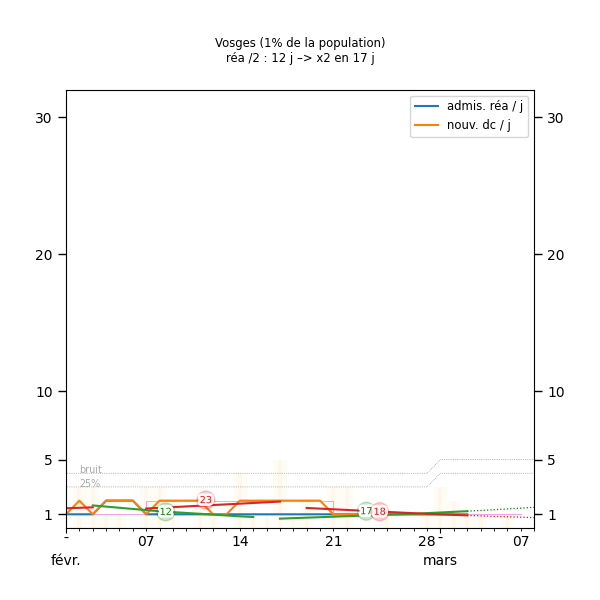 Vosges (1% de la population)
réa /2 : 12 j –> x2 en 17 j
admis. réa / j
nouv. dc / j
30 30
20 20
10 10
5 5
bruit
25%
23
12 17 18
1 1
- 07 14 21 28 - 07
févr. mars